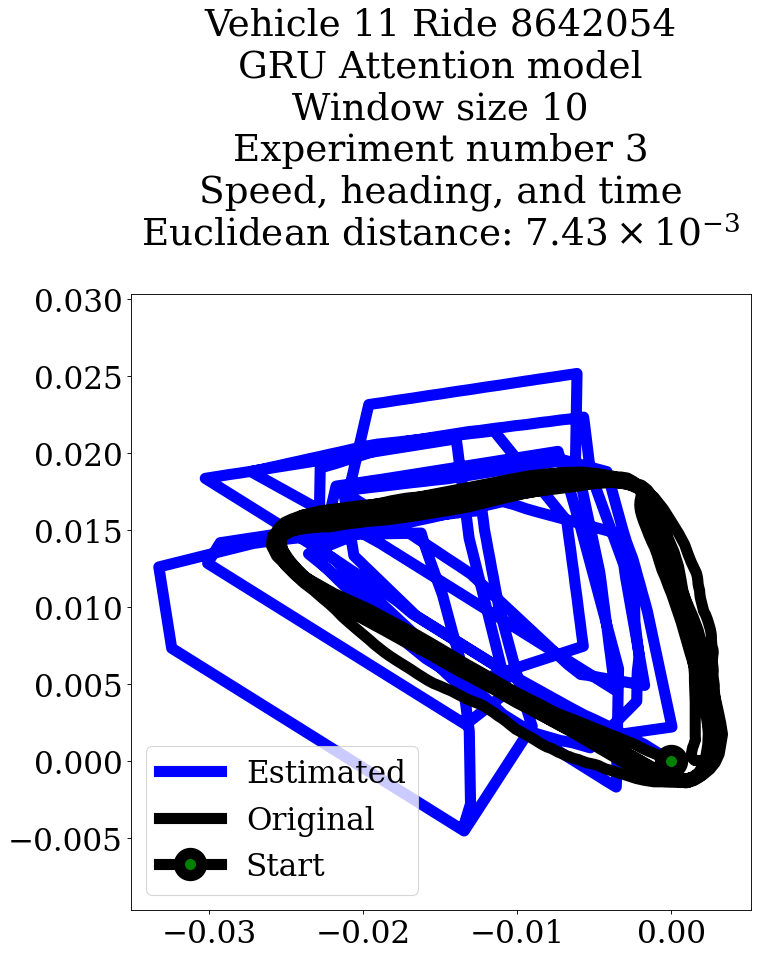 Vehicle 11 Ride 8642054
GRU Attention model
Window size 10
Experiment number 3
Speed, heading, and time
Euclidean distance: 7.43 × 10⁻³
0.030
0.025
0.020
0.015
0.010
0.005
0.000
−0.005
Estimated
Original
Start
−0.03
−0.02
−0.01
0.00